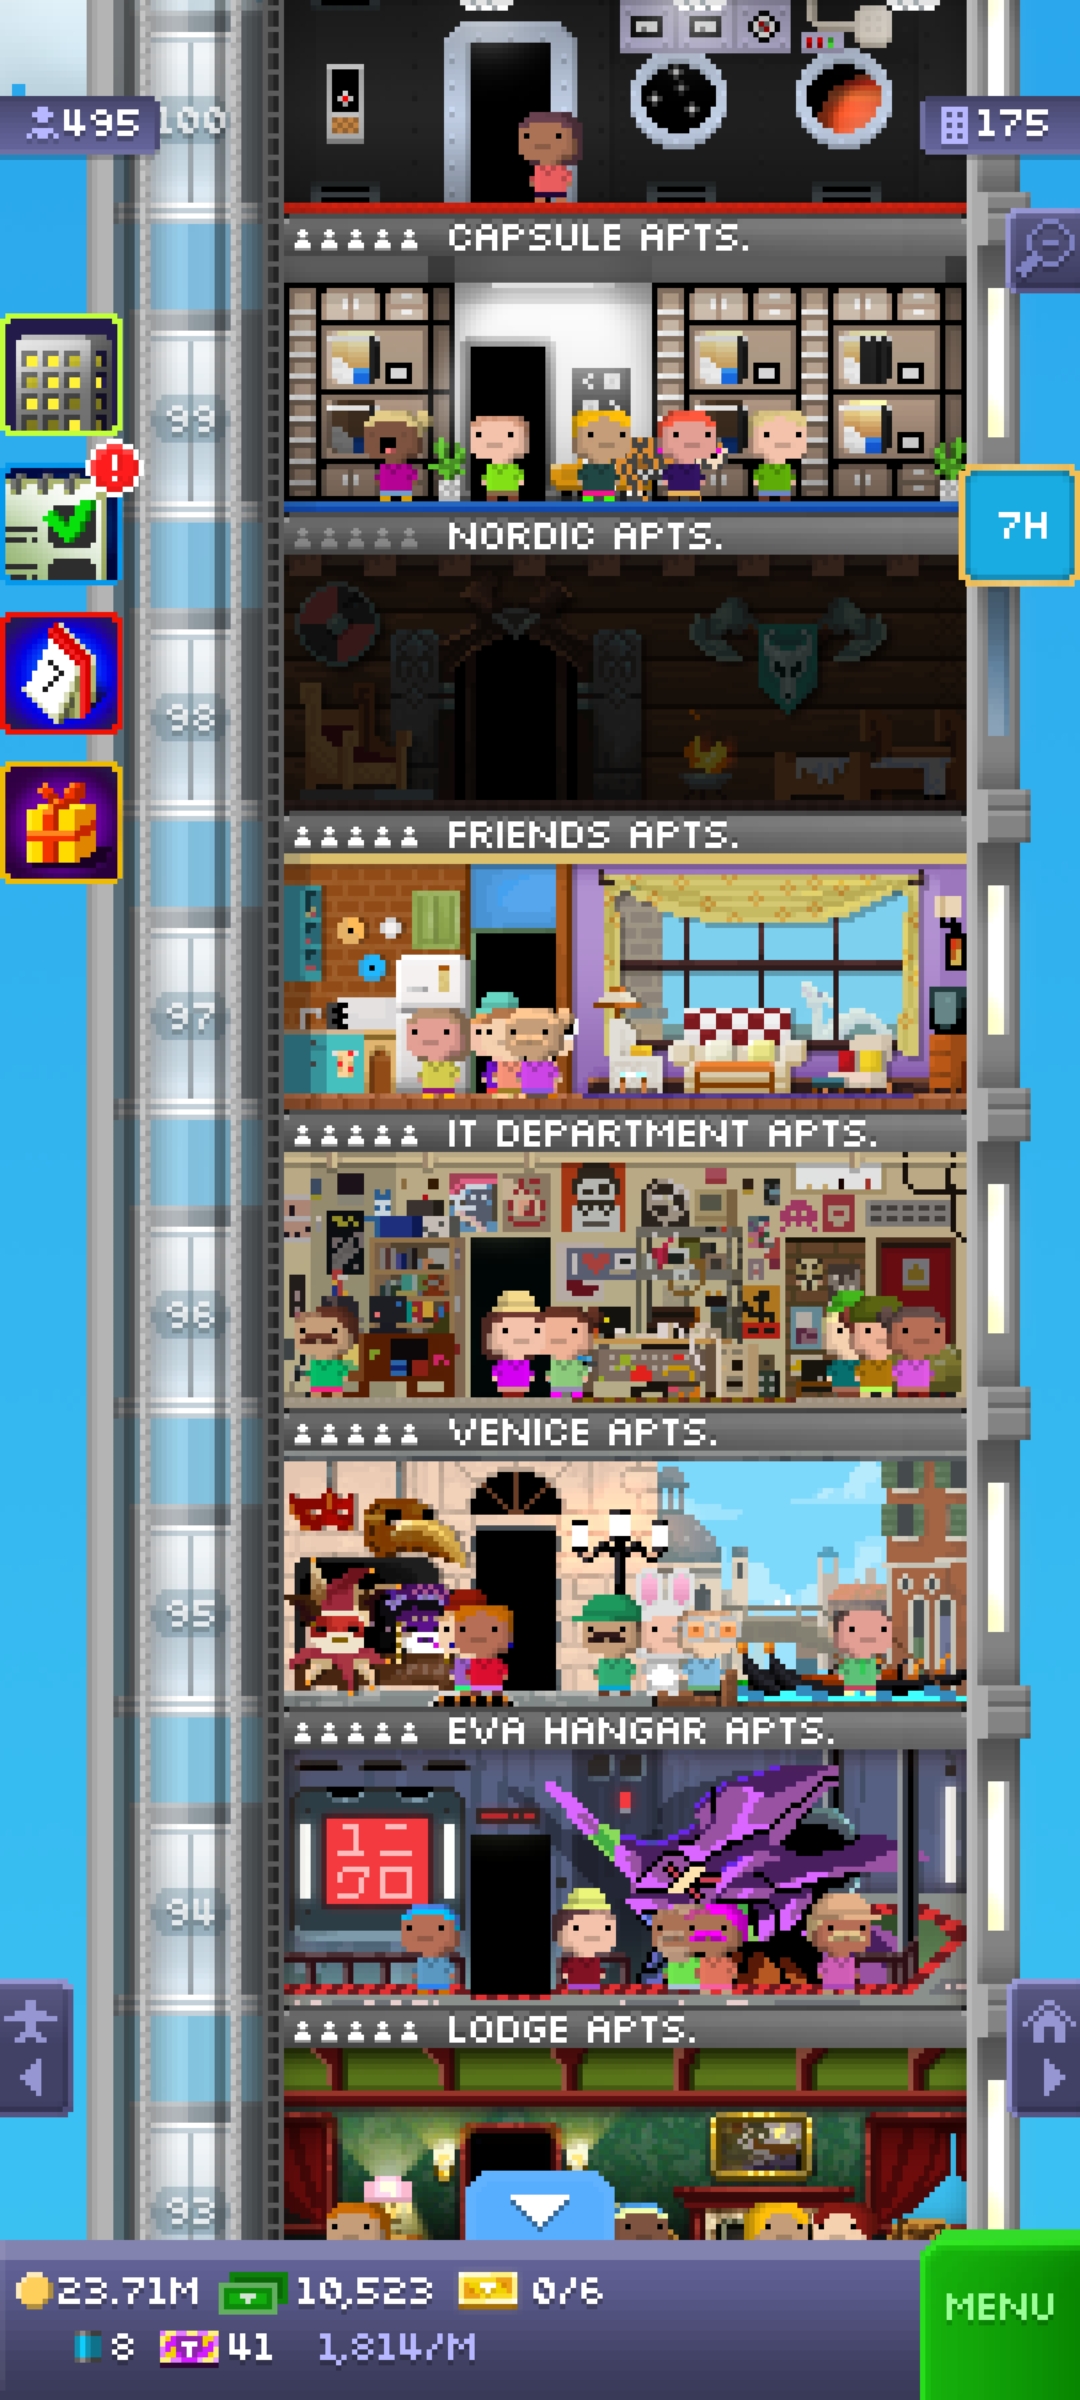 495
100
175
CAPSULE APTS.
99
NORDIC APTS.
7H
98
FRIENDS APTS.
97
IT DEPARTMENT APTS.
96
VENICE APTS.
95
EVA HANGAR APTS.
94
LODGE APTS.
93
23.71M 10,523 0/6
MENU
8 T 41 1,814/M